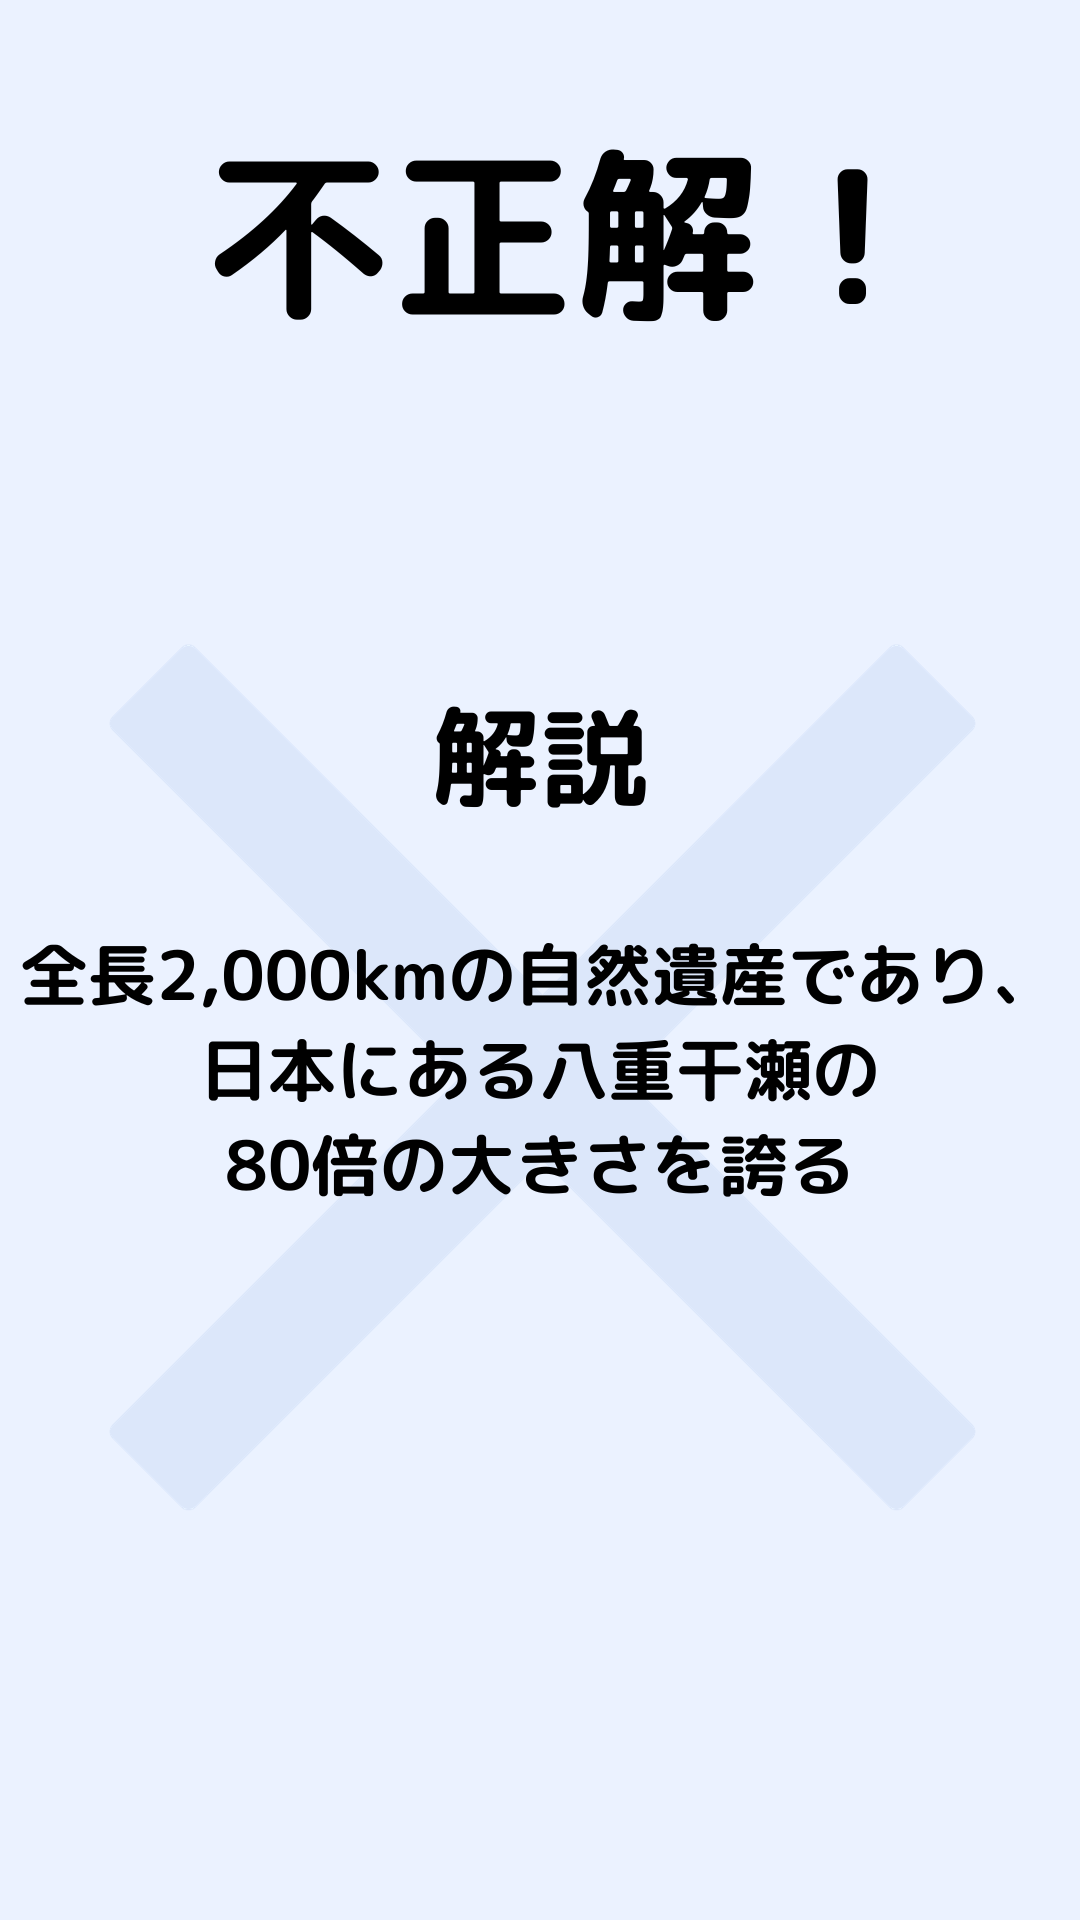 不正解！
解説
全長2,000kmの自然遺産であり、
日本にある八重干瀬の
80倍の大きさを誇る